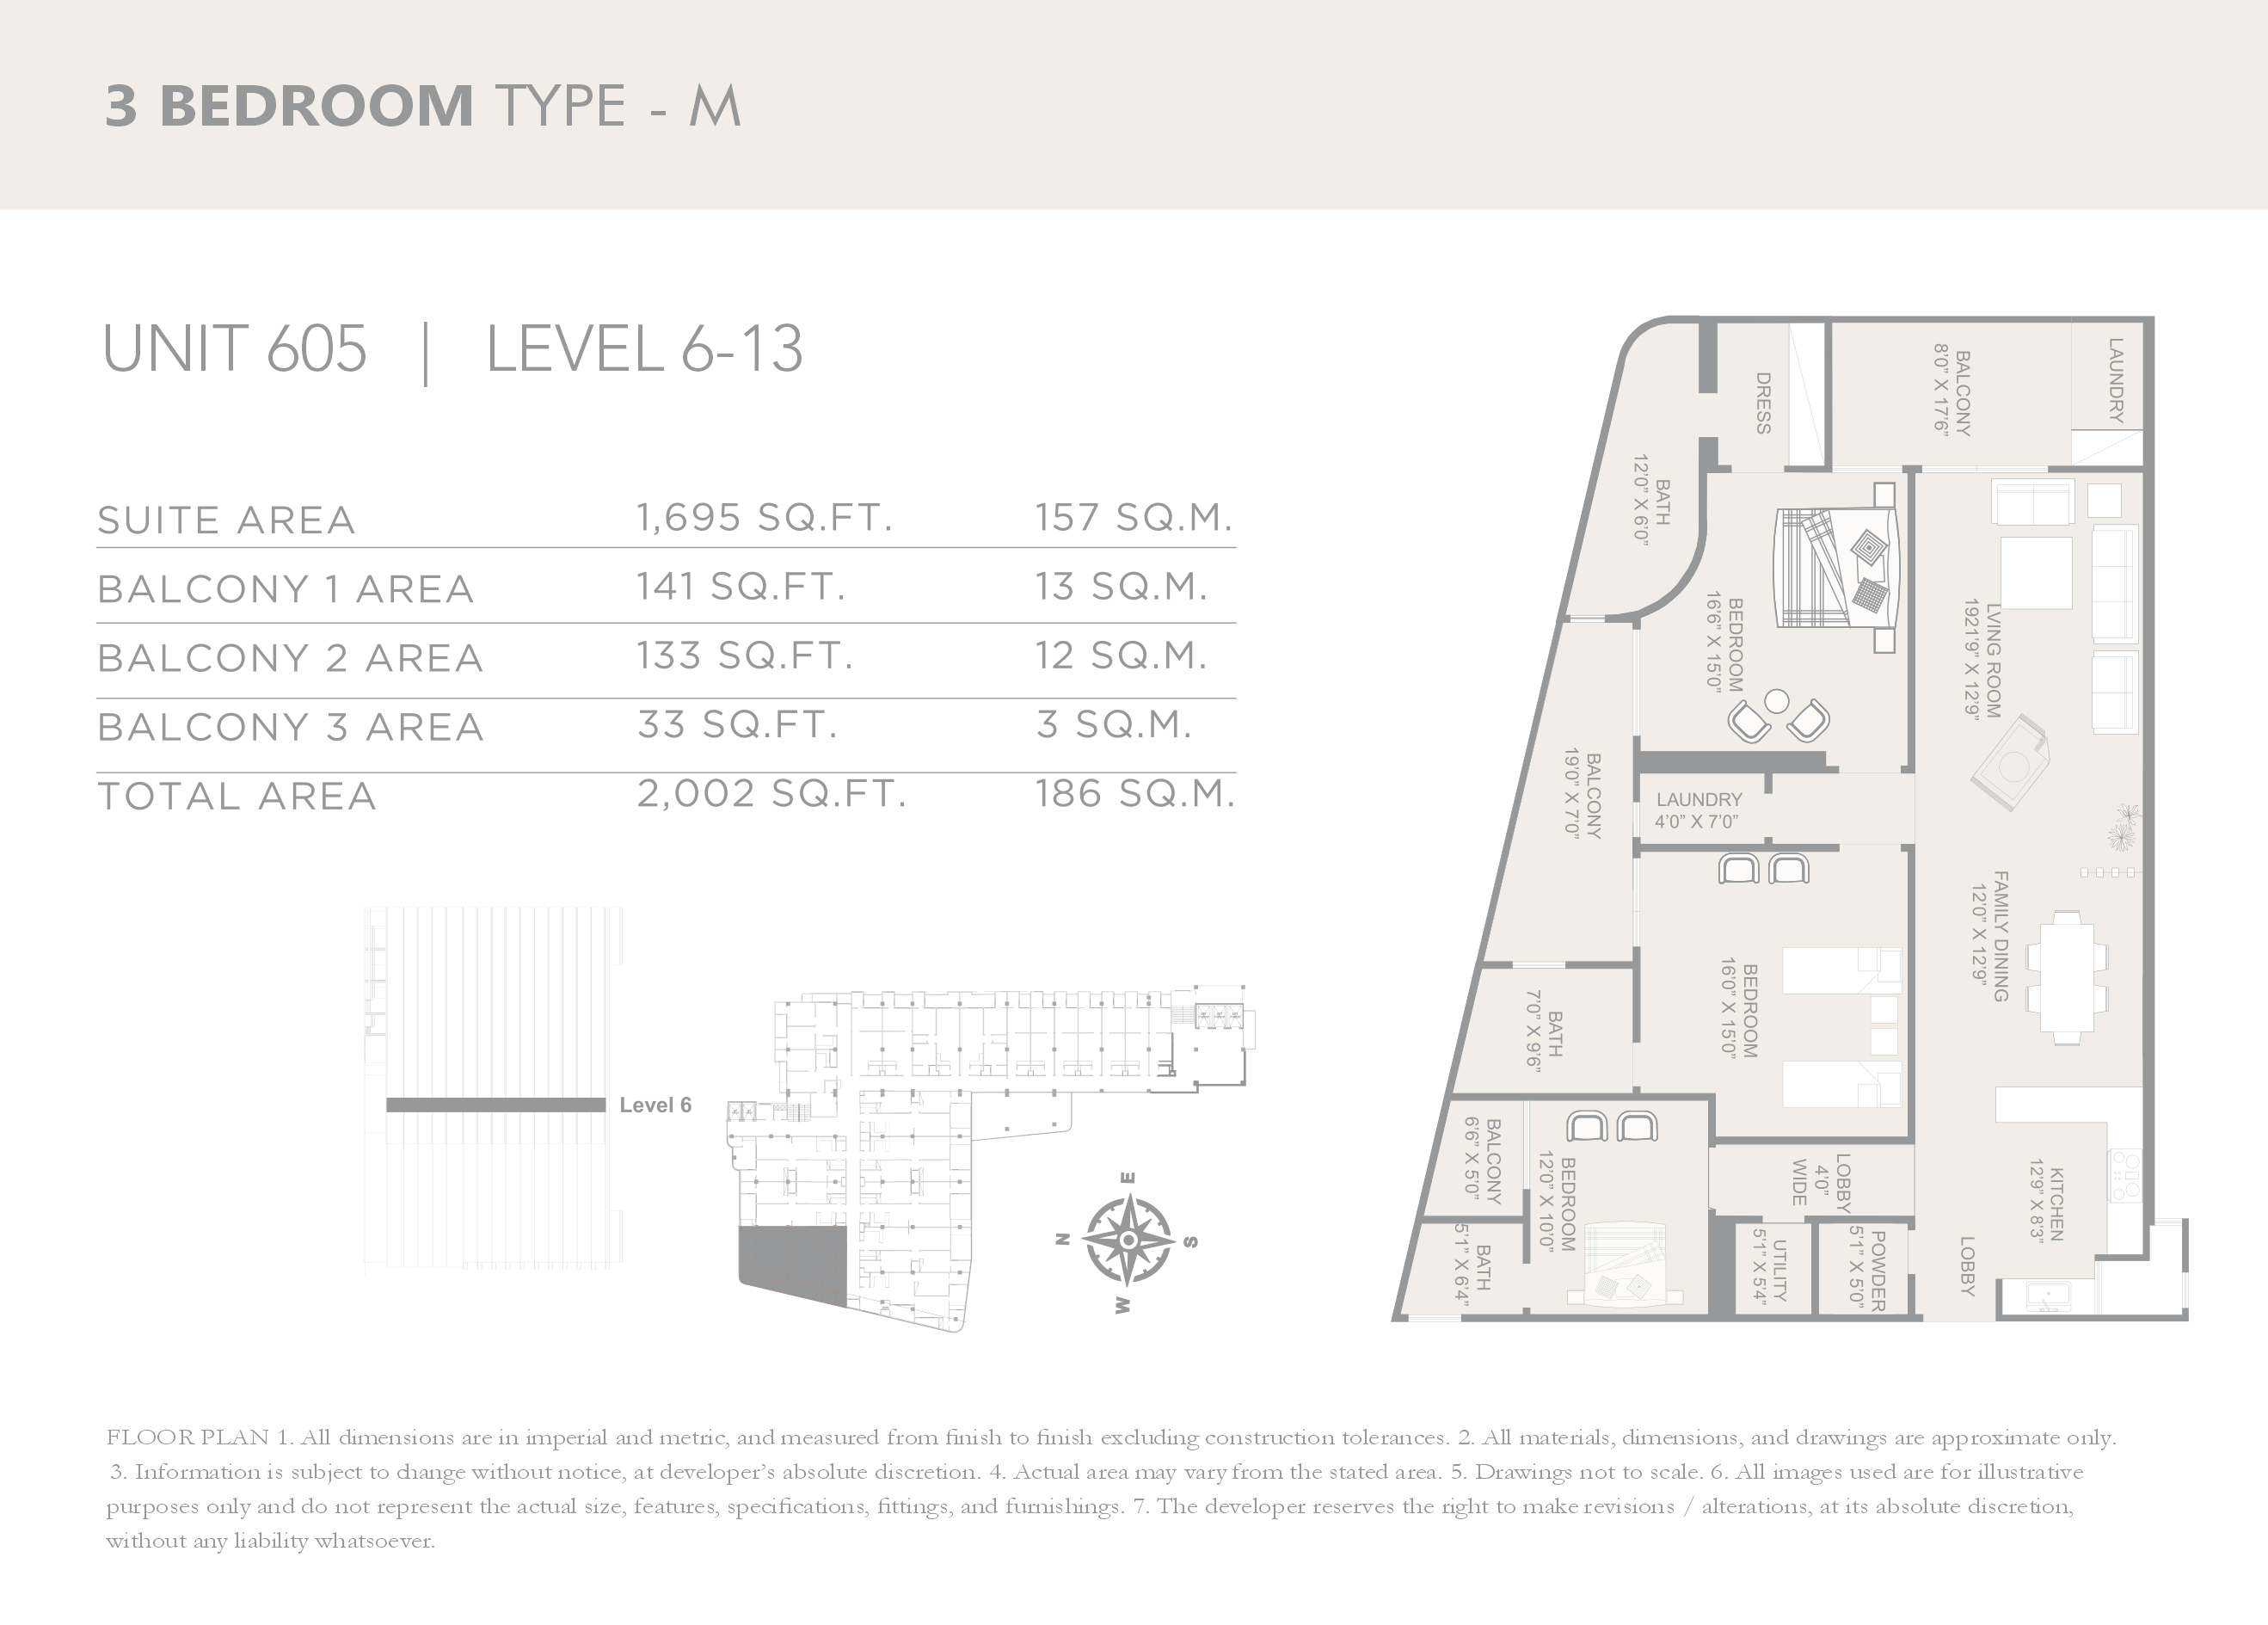 3 BEDROOM TYPE - M
UNIT 605 | LEVEL 6-13
SUITE AREA 1,695 SQ.FT. 157 SQ.M.
BALCONY 1 AREA 141 SQ.FT. 13 SQ.M.
BALCONY 2 AREA 133 SQ.FT. 12 SQ.M.
BALCONY 3 AREA 33 SQ.FT. 3 SQ.M.
TOTAL AREA 2,002 SQ.FT. 186 SQ.M.
Level 6
E
N
S
W
DRESS
BALCONY
8'0" X 17'6"
LAUNDRY
BATH
12'0" X 6'0"
BEDROOM
16'6" X 15'0"
LVING ROOM
1921'9" X 12'9"
BALCONY
19'0" X 7'0"
LAUNDRY
4'0" X 7'0"
FAMILY DINING
12'0" X 12'9"
BEDROOM
16'0" X 15'0"
BATH
7'0" X 9'6"
BALCONY
6'6" X 5'0"
BEDROOM
12'0" X 10'0"
LOBBY
4'0"
WIDE
KITCHEN
12'9" X 8'3"
BATH
5'1" X 6'4"
UTILITY
5'1" X 5'4"
POWDER
5'1" X 5'0"
LOBBY
FLOOR PLAN 1. All dimensions are in imperial and metric, and measured from finish to finish excluding construction tolerances. 2. All materials, dimensions, and drawings are approximate only.
3. Information is subject to change without notice, at developer's absolute discretion. 4. Actual area may vary from the stated area. 5. Drawings not to scale. 6. All images used are for illustrative
purposes only and do not represent the actual size, features, specifications, fittings, and furnishings. 7. The developer reserves the right to make revisions / alterations, at its absolute discretion,
without any liability whatsoever.